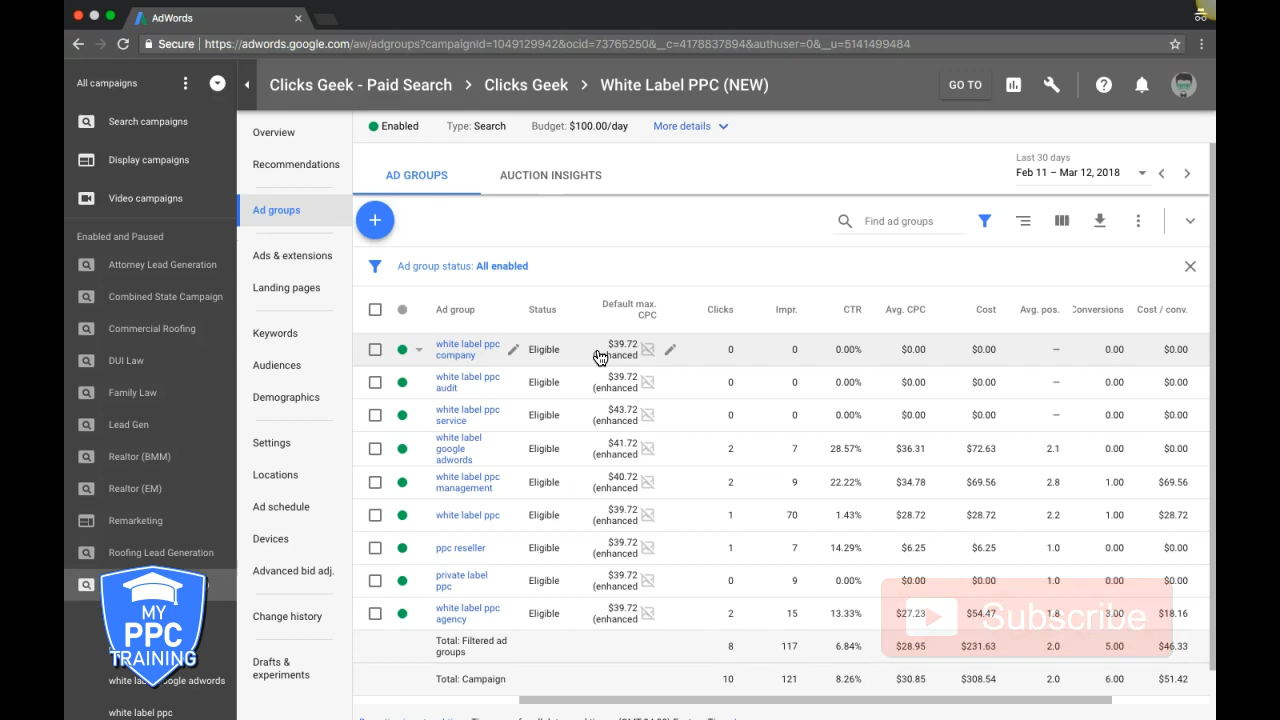 AdWords
Secure
https://adwords.google.com/aw/adgroups?campaignId=1049129942&ocid=73765250&__c=4178837894&authuser=0&__u=5141499484
All campaigns
Clicks Geek - Paid Search > Clicks Geek > White Label PPC (NEW)
GO TO
Search campaigns
Display campaigns
Video campaigns
Enabled and Paused
Attorney Lead Generation
Combined State Campaign
Commercial Roofing
DUI Law
Family Law
Lead Gen
Realtor (BMM)
Realtor (EM)
Remarketing
Roofing Lead Generation
MY
PPC
TRAINING
white label ppc
Overview
Recommendations
Ad groups
Ads & extensions
Landing pages
Keywords
Audiences
Demographics
Settings
Locations
Ad schedule
Devices
Advanced bid adj.
Change history
Drafts &
experiments
Enabled Type: Search Budget: $100.00/day More details
AD GROUPS AUCTION INSIGHTS
Last 30 days
Feb 11 – Mar 12, 2018
Find ad groups
Ad group status: All enabled
Ad group Status Default max. CPC Clicks Impr. CTR Avg. CPC Cost Avg. pos. Conversions Cost / conv.
white label ppc company Eligible $39.72 (enhanced 0 0 0.00% $0.00 $0.00 – 0.00 $0.00
white label ppc audit Eligible $39.72 (enhanced 0 0 0.00% $0.00 $0.00 – 0.00 $0.00
white label ppc service Eligible $43.72 (enhanced 0 0 0.00% $0.00 $0.00 – 0.00 $0.00
white label google adwords Eligible $41.72 (enhanced 2 7 28.57% $36.31 $72.63 2.1 0.00 $0.00
white label ppc management Eligible $40.72 (enhanced 2 9 22.22% $34.78 $69.56 2.8 1.00 $69.56
white label ppc Eligible $39.72 (enhanced 1 70 1.43% $28.72 $28.72 2.2 1.00 $28.72
ppc reseller Eligible $39.72 (enhanced 1 7 14.29% $6.25 $6.25 1.0 0.00 $0.00
private label ppc Eligible $39.72 (enhanced 0 9 0.00% $0.00 $0.00 1.0 0.00 $0.00
white label ppc agency Eligible $39.72 (enhanced 2 15 13.33% $27.23 $54.47 1.8 3.00 $18.16
Total: Filtered ad groups 8 117 6.84% $28.95 $231.63 2.0 5.00 $46.33
Total: Campaign 10 121 8.26% $30.85 $308.54 2.0 6.00 $51.42
Subscribe